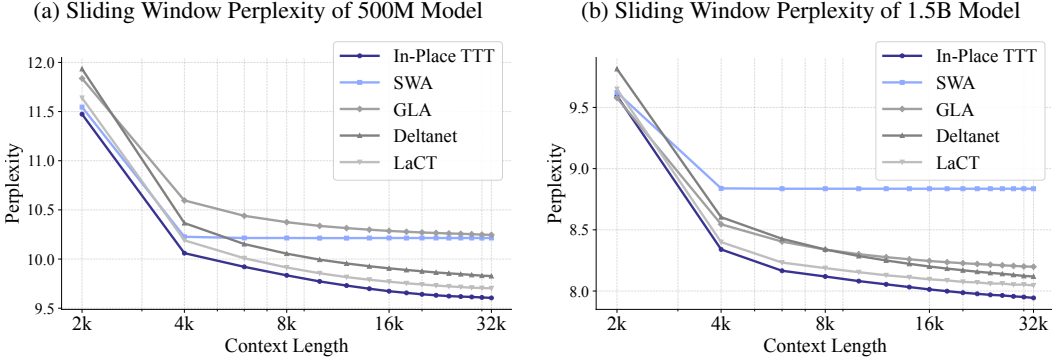 (a) Sliding Window Perplexity of 500M Model
12.0
11.5
11.0
10.5
10.0
9.5
Perplexity
2k
4k
8k
16k
32k
Context Length
In-Place TTT
SWA
GLA
Deltanet
LaCT
(b) Sliding Window Perplexity of 1.5B Model
9.5
9.0
8.5
8.0
Perplexity
2k
4k
8k
16k
32k
Context Length
In-Place TTT
SWA
GLA
Deltanet
LaCT